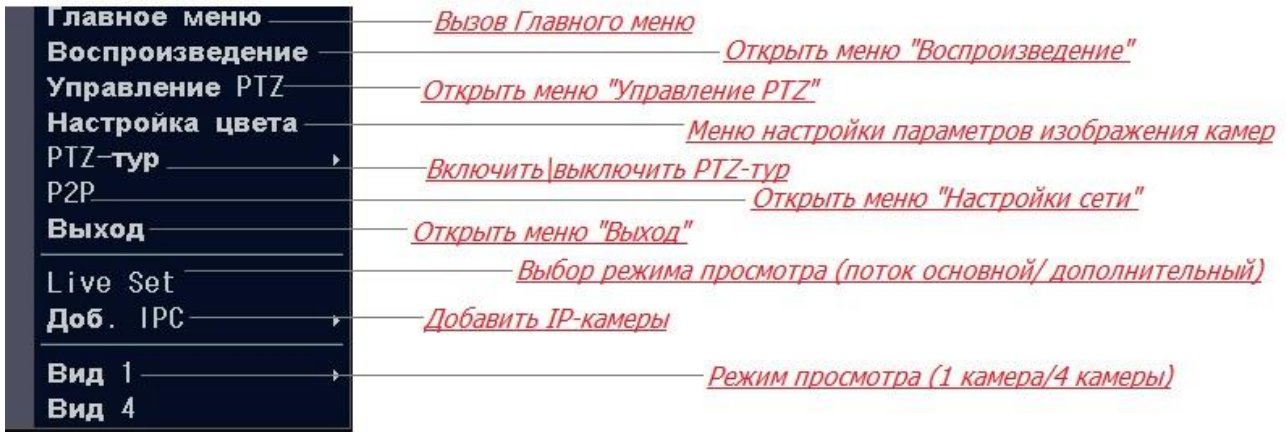 Главное меню Вызов Главного меню
Воспроизведение Открыть меню "Воспроизведение"
Управление PTZ Открыть меню "Управление PTZ"
Настройка цвета Меню настройки параметров изображения камер
PTZ-тур Включить\выключить PTZ-тур
P2P Открыть меню "Настройки сети"
Выход Открыть меню "Выход"
Live Set Выбор режима просмотра (поток основной/ дополнительный)
Доб. IPC Добавить IP-камеры
Вид 1 Режим просмотра (1 камера/4 камеры)
Вид 4